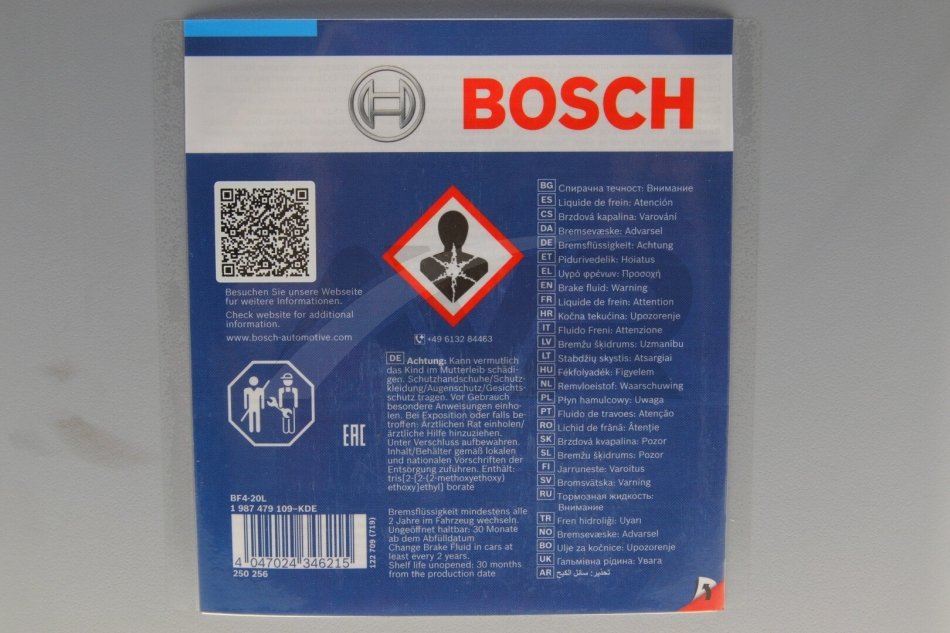 BOSCH
Besuchen Sie unsere Webseite
fur weitere Informationen.
Check website for additional
information.
www.bosch-automotive.com
EAC
BF4-20L
1 987 479 109-KDE
4 047024 346215
250 256
122 709 (719)
+49 6132 84463
DE Achtung: Kann vermutlich
das Kind im Mutterleib schädi-
gen. Schutzhandschuhe/Schutz-
kleidung/Augenschutz/Gesichts-
schutz tragen. Vor Gebrauch
besondere Anweisungen einho-
len. Bei Exposition oder falls be-
troffen: Ärztlichen Rat einholen/
ärztliche Hilfe hinzuziehen.
Unter Verschluss aufbewahren.
Inhalt/Behälter gemäß lokalen
und nationalen Vorschriften der
Entsorgung zuführen. Enthält:
tris[2-[2-(2-methoxyethoxy)
ethoxy]ethyl] borate
Bremsflüssigkeit mindestens alle
2 Jahre im Fahrzeug wechseln.
Ungeöffnet haltbar: 30 Monate
ab dem Abfülldatum
Change Brake Fluid in cars at
least every 2 years.
Shelf life unopened: 30 months
from the production date
BG Спирачна течност: Внимание
ES Liquide de frein: Atención
CS Brzdová kapalina: Varování
DA Bremsevæske: Advarsel
DE Bremsflüssigkeit: Achtung
ET Pidurivedelik: Hoiatus
EL Υγρό φρένων: Προσοχή
EN Brake fluid: Warning
FR Liquide de frein: Attention
HR Kočna tekućina: Upozorenje
IT Fluido Freni: Attenzione
LV Bremžu šķidrums: Uzmanību
LT Stabdžių skystis: Atsargiai
HU Fékfolyadék: Figyelem
NL Remvloeistof: Waarschuwing
PL Płyn hamulcowy: Uwaga
PT Fluido de travoes: Atenção
RO Lichid de frână: Atenţie
SK Brzdová kvapalina: Pozor
SL Bremžu šķidrums: Pozor
FI Jarruneste: Varoitus
SV Bromsvätska: Varning
RU Тормозная жидкость:
Внимание
TR Fren hidroliği: Uyarı
NO Bremsevæske: Advarsel
BO Ulje za kočnice: Upozorenje
UK Гальмівна рідина: Увага
AR تحذير: سائل الكبح